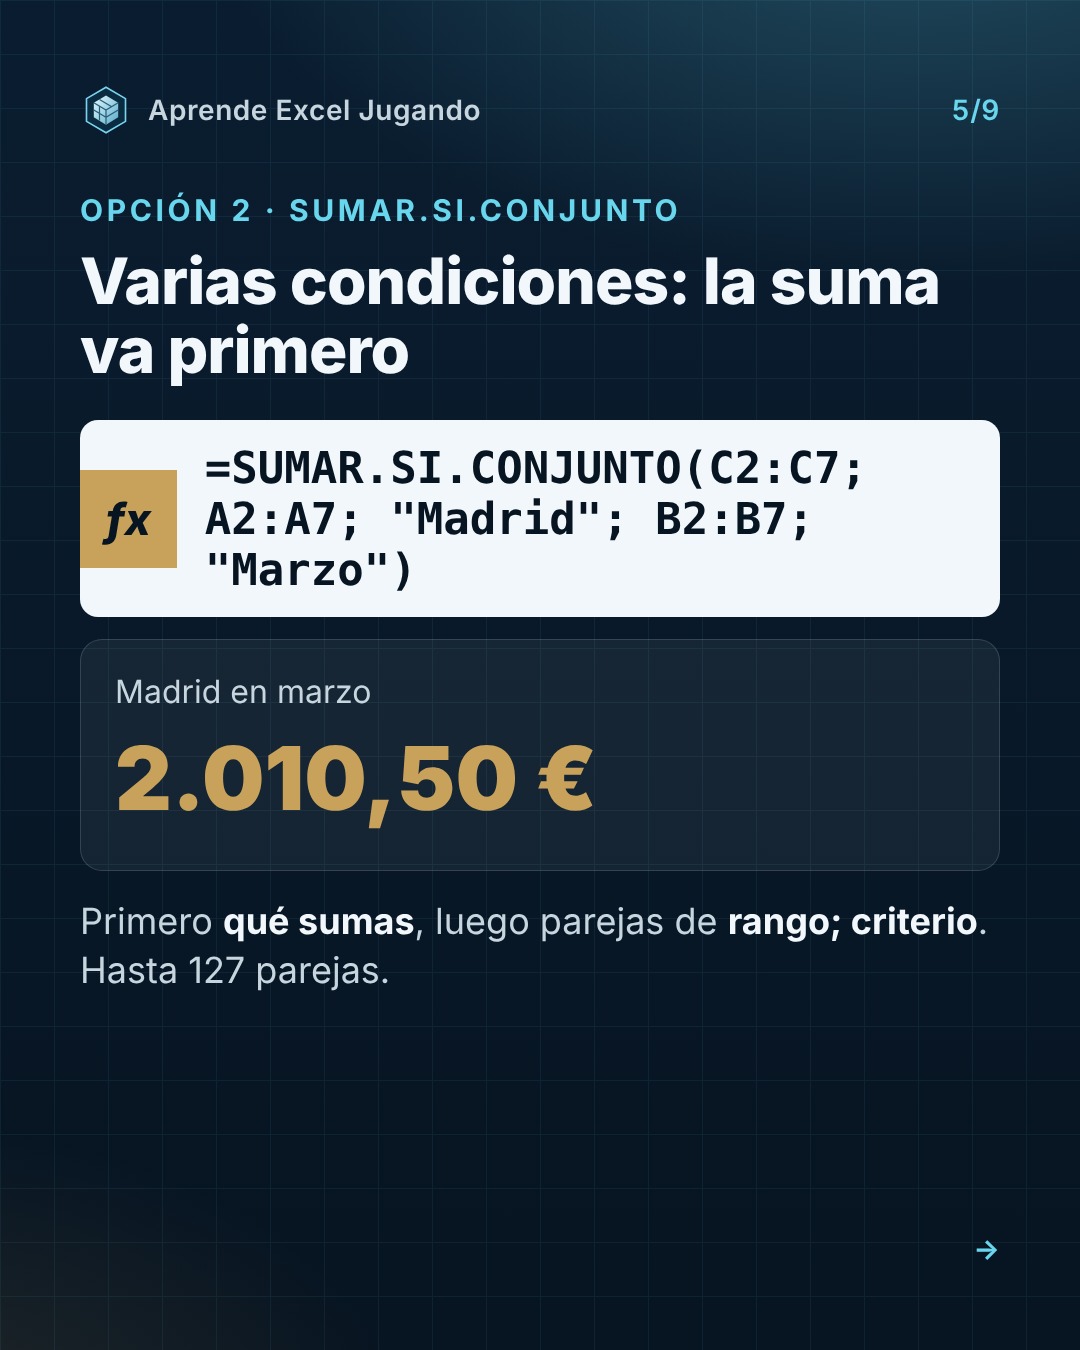 Aprende Excel Jugando
5/9
OPCIÓN 2 · SUMAR.SI.CONJUNTO
Varias condiciones: la suma
va primero
fx
=SUMAR.SI.CONJUNTO(C2:C7;
A2:A7; "Madrid"; B2:B7;
"Marzo")
Madrid en marzo
2.010,50 €
Primero qué sumas, luego parejas de rango; criterio.
Hasta 127 parejas.
→